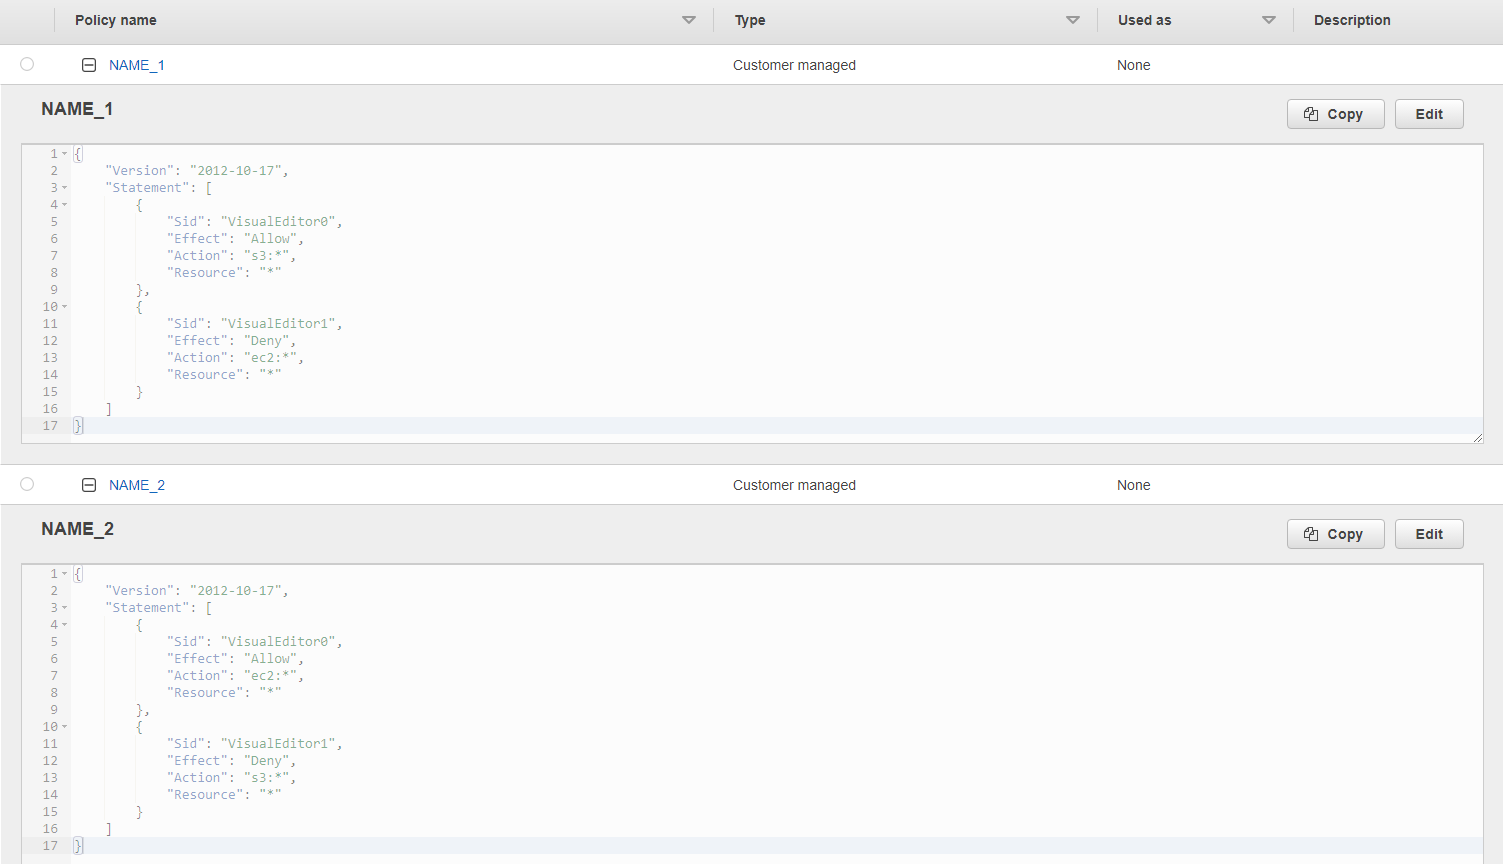 Policy name Type Used as Description
NAME_1 Customer managed None
NAME_1 Copy Edit
1 {
2 "Version": "2012-10-17",
3 "Statement": [
4 {
5 "Sid": "VisualEditor0",
6 "Effect": "Allow",
7 "Action": "s3:*",
8 "Resource": "*"
9 },
10 {
11 "Sid": "VisualEditor1",
12 "Effect": "Deny",
13 "Action": "ec2:*",
14 "Resource": "*"
15 }
16 ]
17 }
NAME_2 Customer managed None
NAME_2 Copy Edit
1 {
2 "Version": "2012-10-17",
3 "Statement": [
4 {
5 "Sid": "VisualEditor0",
6 "Effect": "Allow",
7 "Action": "ec2:*",
8 "Resource": "*"
9 },
10 {
11 "Sid": "VisualEditor1",
12 "Effect": "Deny",
13 "Action": "s3:*",
14 "Resource": "*"
15 }
16 ]
17 }